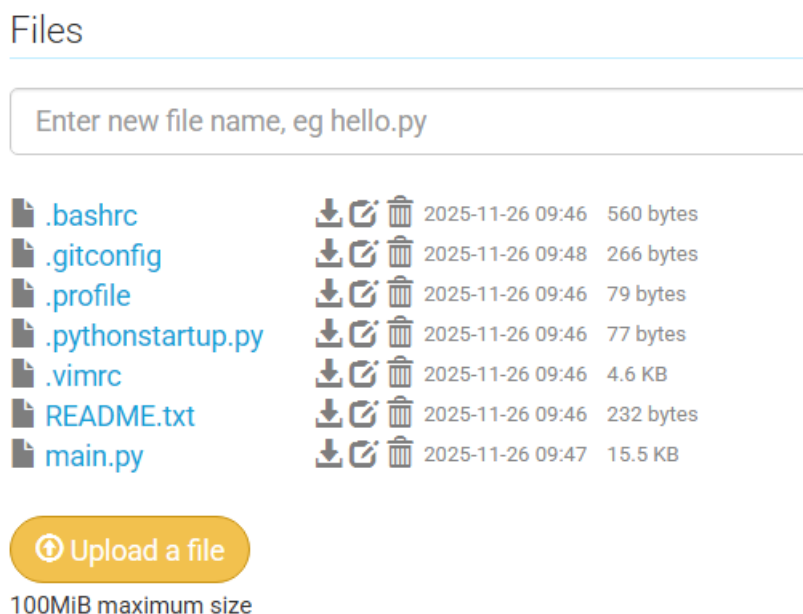 Files
Enter new file name, eg hello.py
.bashrc 2025-11-26 09:46 560 bytes
.gitconfig 2025-11-26 09:48 266 bytes
.profile 2025-11-26 09:46 79 bytes
.pythonstartup.py 2025-11-26 09:46 77 bytes
.vimrc 2025-11-26 09:46 4.6 KB
README.txt 2025-11-26 09:46 232 bytes
main.py 2025-11-26 09:47 15.5 KB
Upload a file
100MiB maximum size